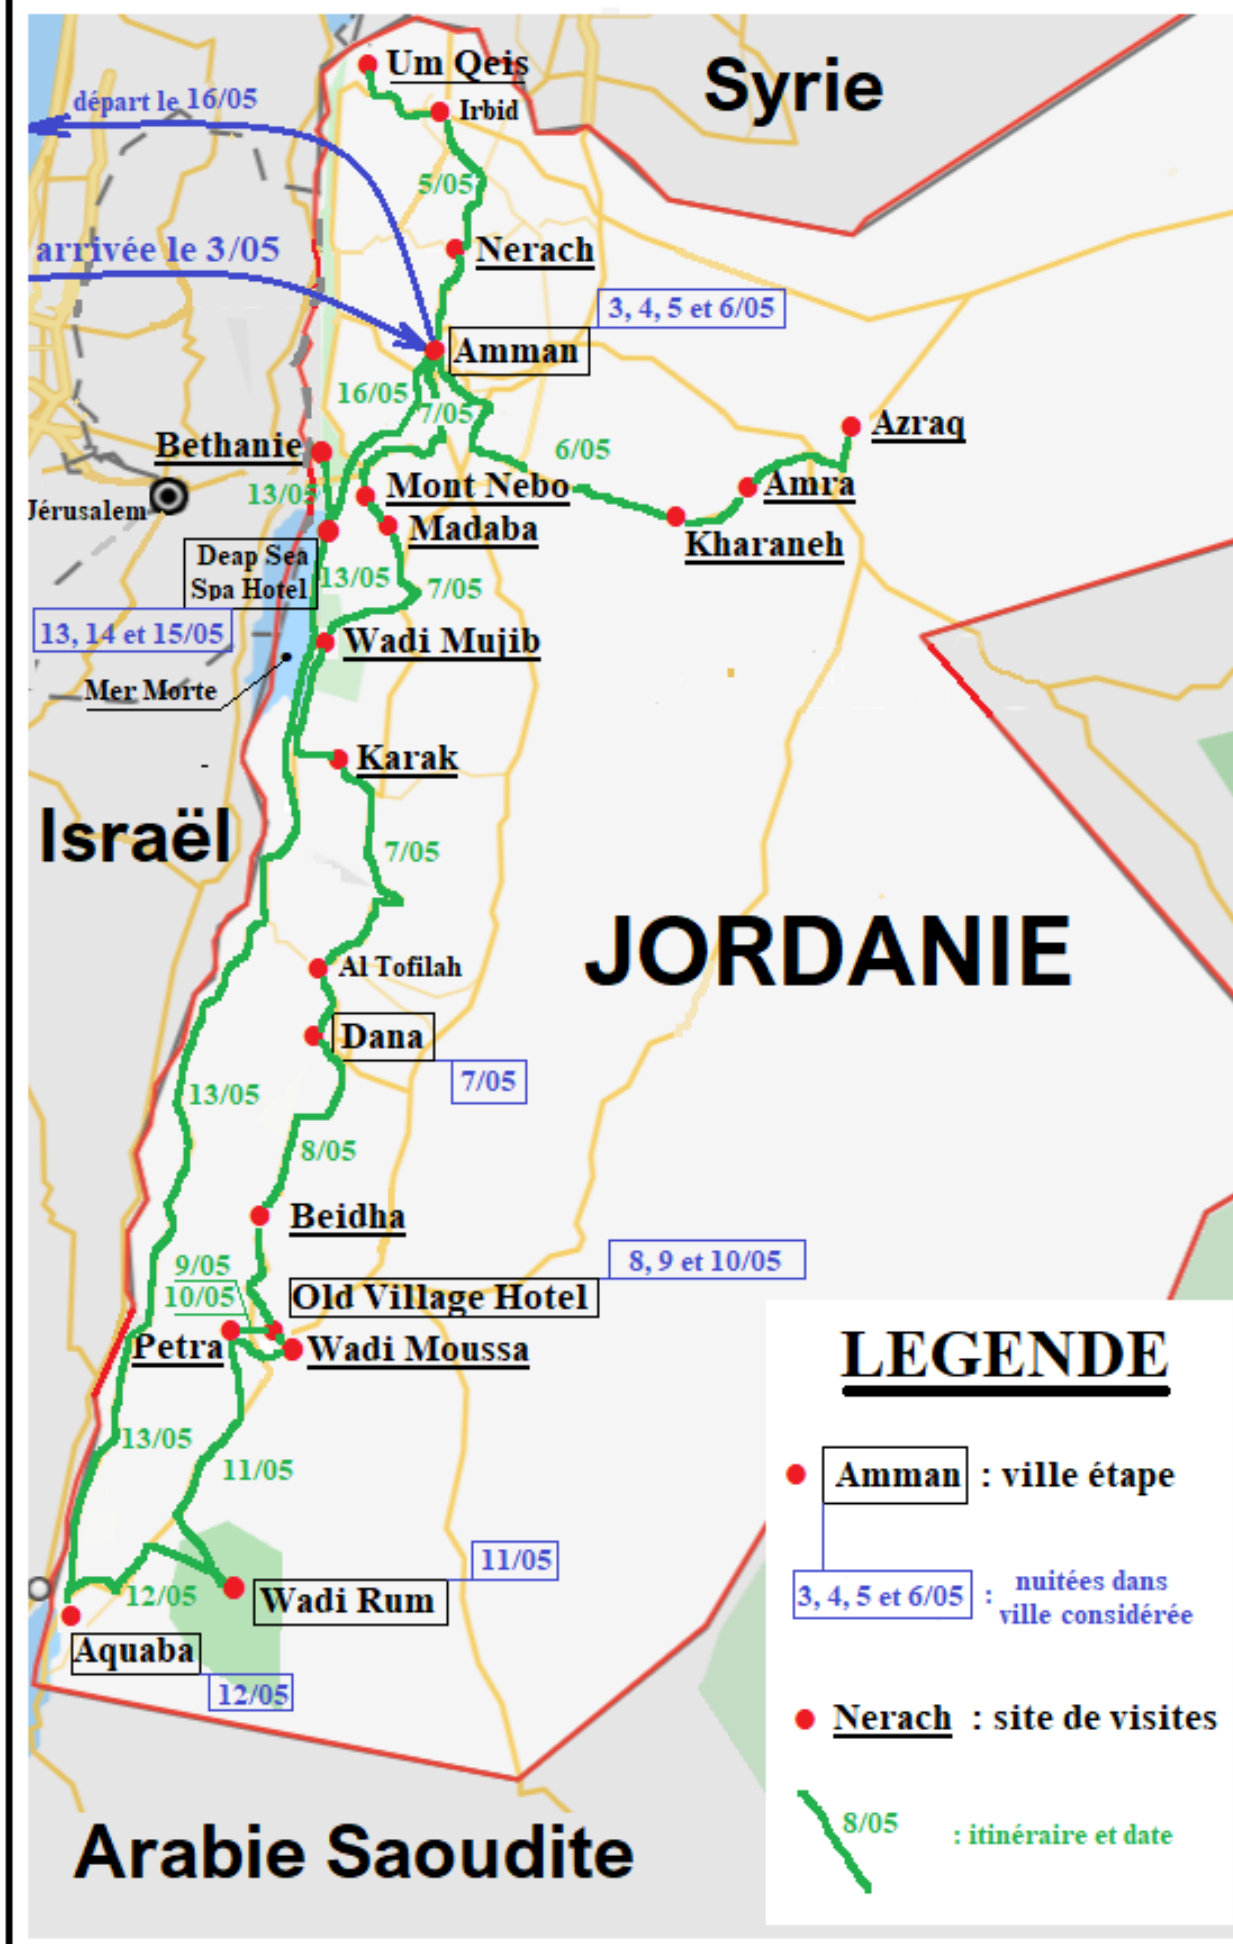 Um Qeis
Syrie
départ le 16/05
Irbid
5/05
arrivée le 3/05
Nerach
3, 4, 5 et 6/05
Amman
16/05
7/05
Azraq
Bethanie
6/05
13/05
Mont Nebo
Amra
Jérusalem
Madaba
Kharaneh
Deap Sea
Spa Hotel
13/05
7/05
13, 14 et 15/05
Wadi Mujib
Mer Morte
Karak
Israël
7/05
JORDANIE
Al Tofilah
Dana
7/05
13/05
8/05
Beidha
9/05
10/05
8, 9 et 10/05
Old Village Hotel
Petra
Wadi Moussa
LEGENDE
13/05
11/05
Amman : ville étape
11/05
3, 4, 5 et 6/05 : nuitées dans
ville considérée
12/05
Wadi Rum
Aquaba
12/05
Nerach : site de visites
8/05 : itinéraire et date
Arabie Saoudite